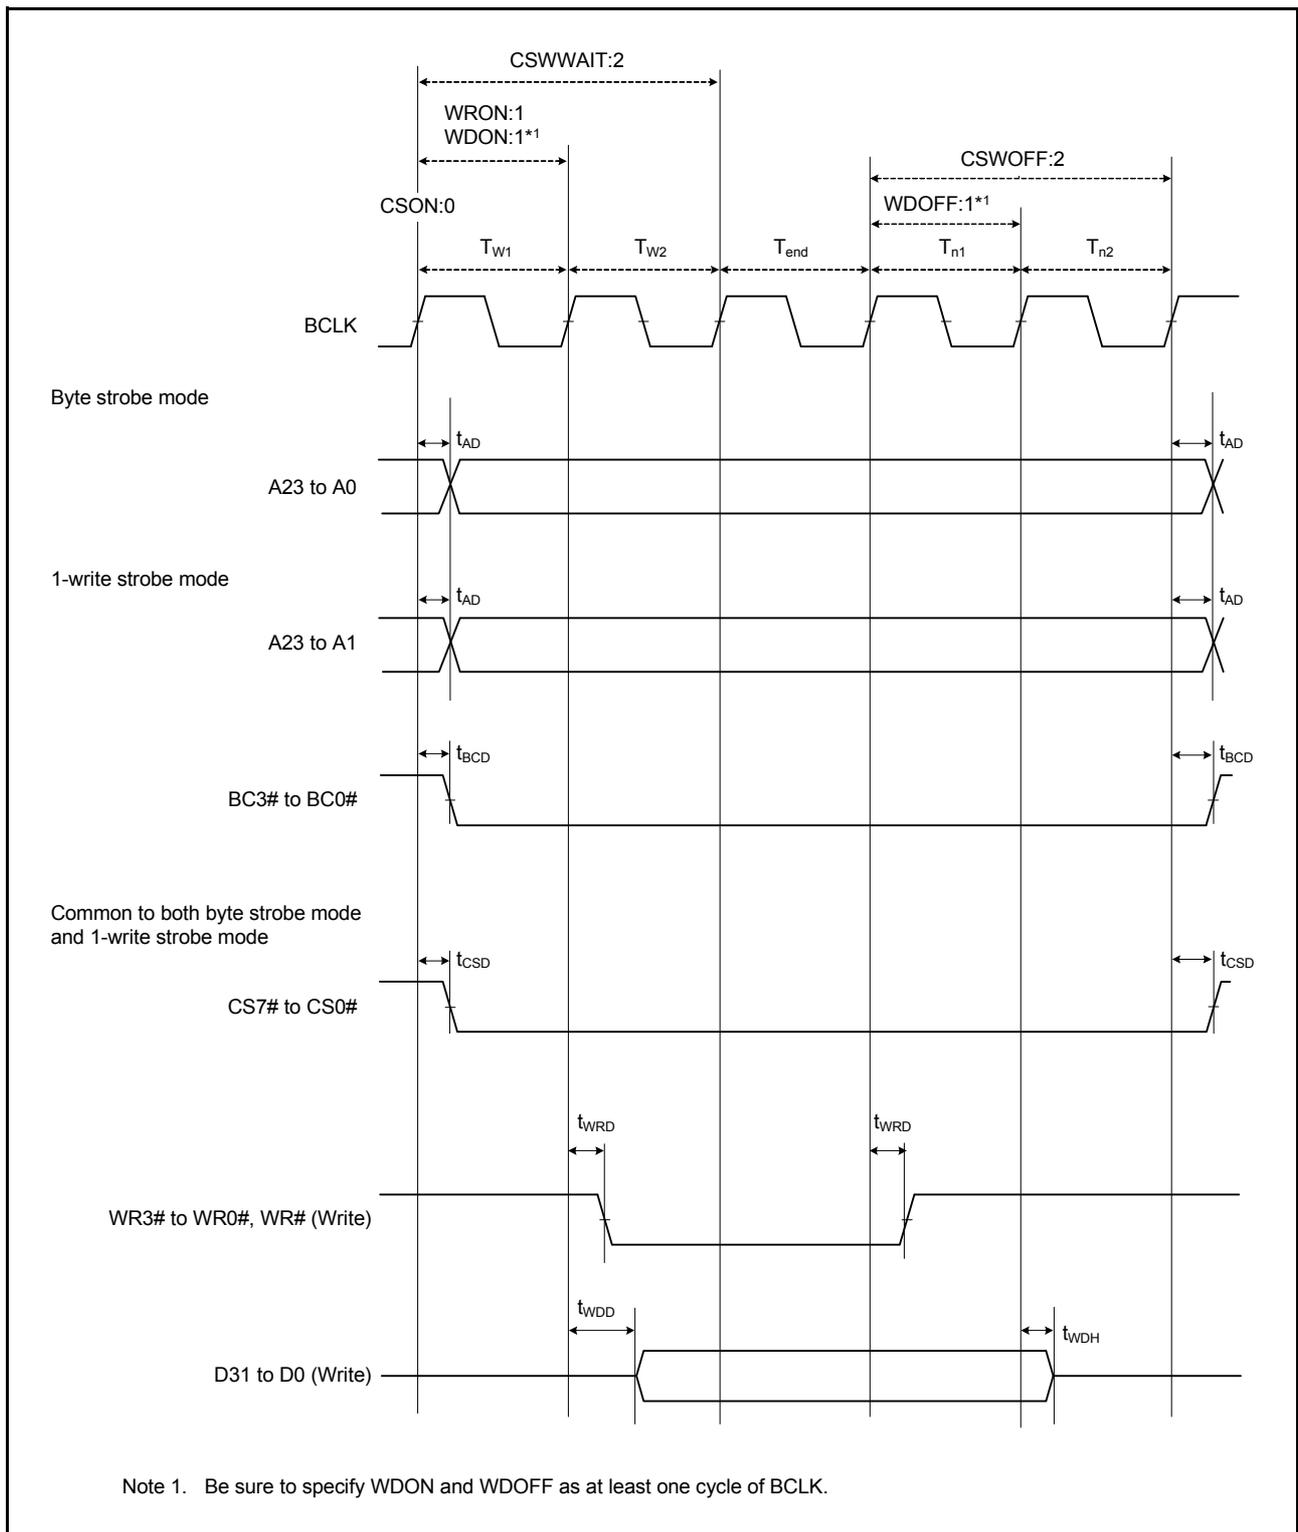 CSWWAIT:2
WRON:1
WDON:1*1
CSWOFF:2
CSON:0
WDOFF:1*1
TW1
TW2
Tend
Tn1
Tn2
BCLK
Byte strobe mode
tAD
tAD
A23 to A0
1-write strobe mode
tAD
tAD
A23 to A1
tBCD
tBCD
BC3# to BC0#
Common to both byte strobe mode
and 1-write strobe mode
tCSD
tCSD
CS7# to CS0#
tWRD
tWRD
WR3# to WR0#, WR# (Write)
tWDD
tWDH
D31 to D0 (Write)
Note 1. Be sure to specify WDON and WDOFF as at least one cycle of BCLK.